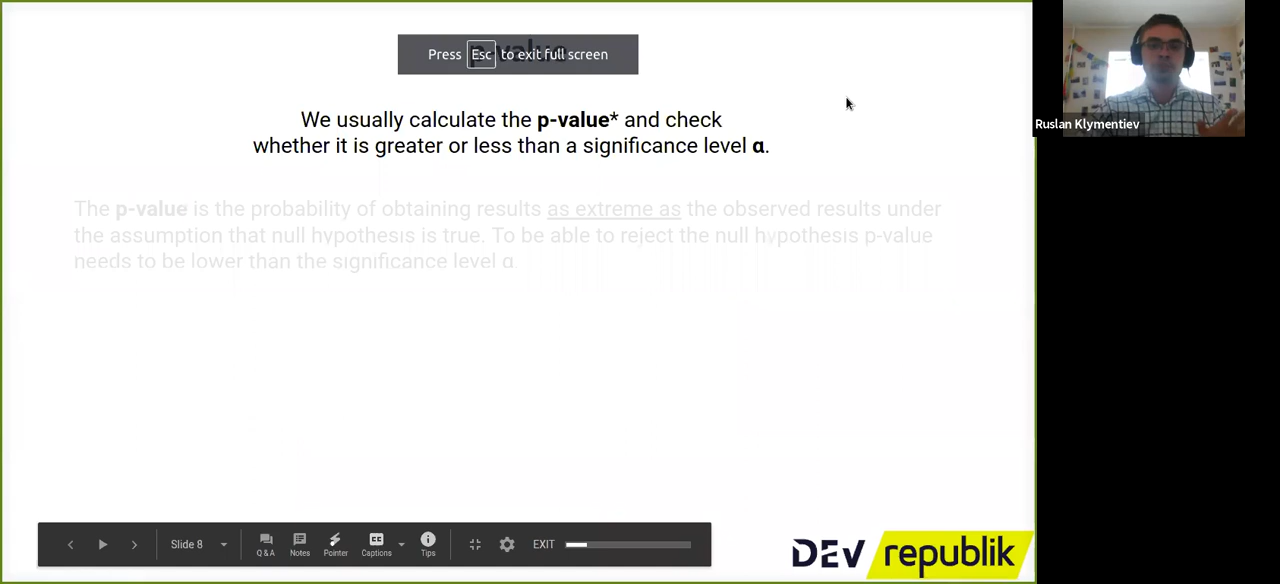 p-value
Press Esc to exit full screen
We usually calculate the p-value* and check
whether it is greater or less than a significance level α.
Ruslan Klymentiev
The p-value is the probability of obtaining results as extreme as the observed results under
the assumption that null hypothesis is true. To be able to reject the null hypothesis p-value
needs to be lower than the significance level α.
Slide 8
Q & A
Notes
Pointer
CC
Captions
Tips
EXIT
DEV republik